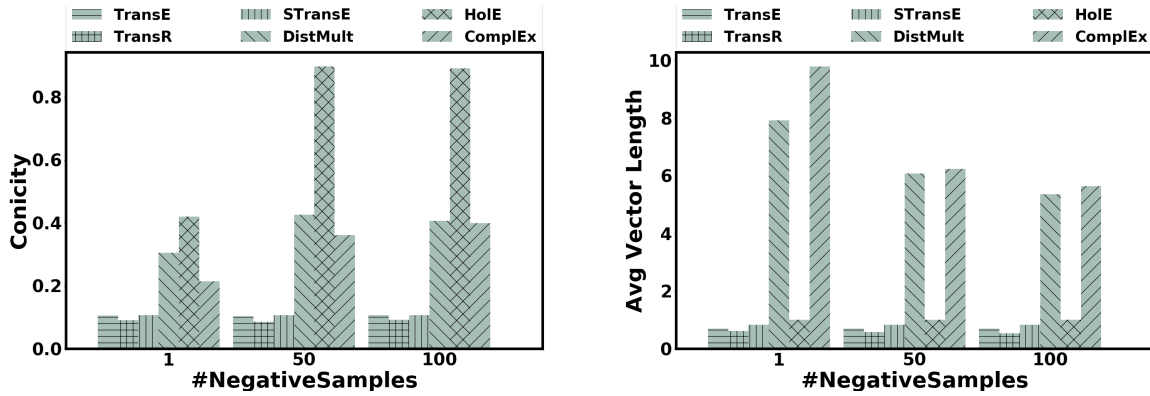 TransE STransE HolE
TransR DistMult ComplEx
Conicity
0.8
0.6
0.4
0.2
0.0
1 50 100
#NegativeSamples
TransE STransE HolE
TransR DistMult ComplEx
Avg Vector Length
10
8
6
4
2
0
1 50 100
#NegativeSamples